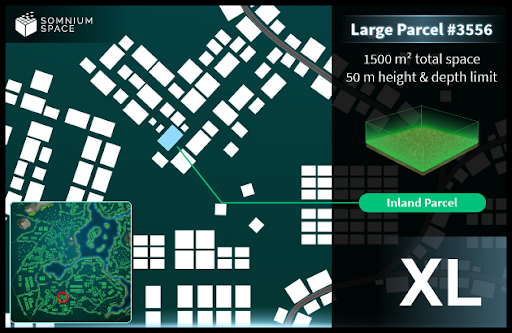 SOMNIUM
SPACE
Large Parcel #3556
1500 m² total space
50 m height & depth limit
Inland Parcel
XL